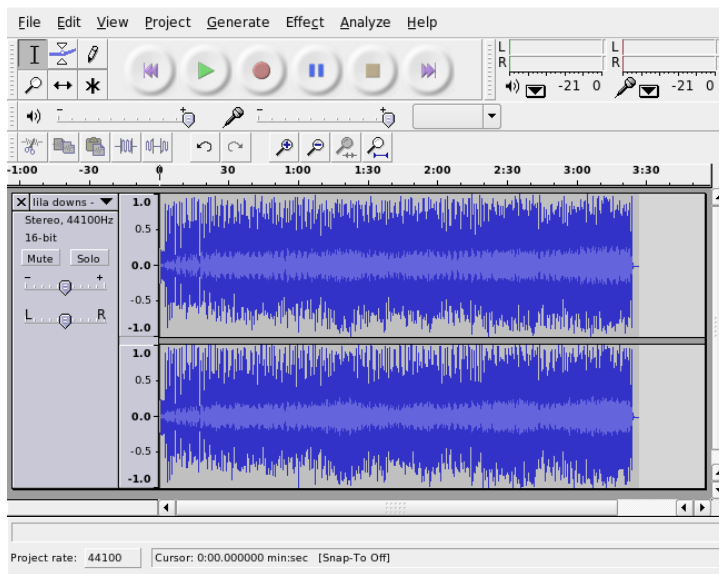 File Edit View Project Generate Effect Analyze Help
L
R
-21 0
L
R
-21 0
- +
- +
-1:00 -30 0 30 1:00 1:30 2:00 2:30 3:00 3:30
X lila downs -
Stereo, 44100Hz
16-bit
Mute Solo
- +
L R
1.0
0.5
0.0
-0.5
-1.0
1.0
0.5
0.0
-0.5
-1.0
Project rate: 44100 Cursor: 0:00.000000 min:sec [Snap-To Off]